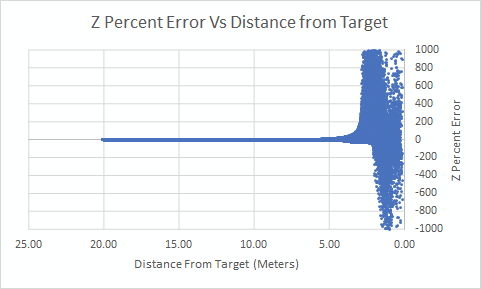 Z Percent Error Vs Distance from Target
1000
800
600
400
200
0
-200
-400
-600
-800
-1000
Z Percent Error
25.00 20.00 15.00 10.00 5.00 0.00
Distance From Target (Meters)